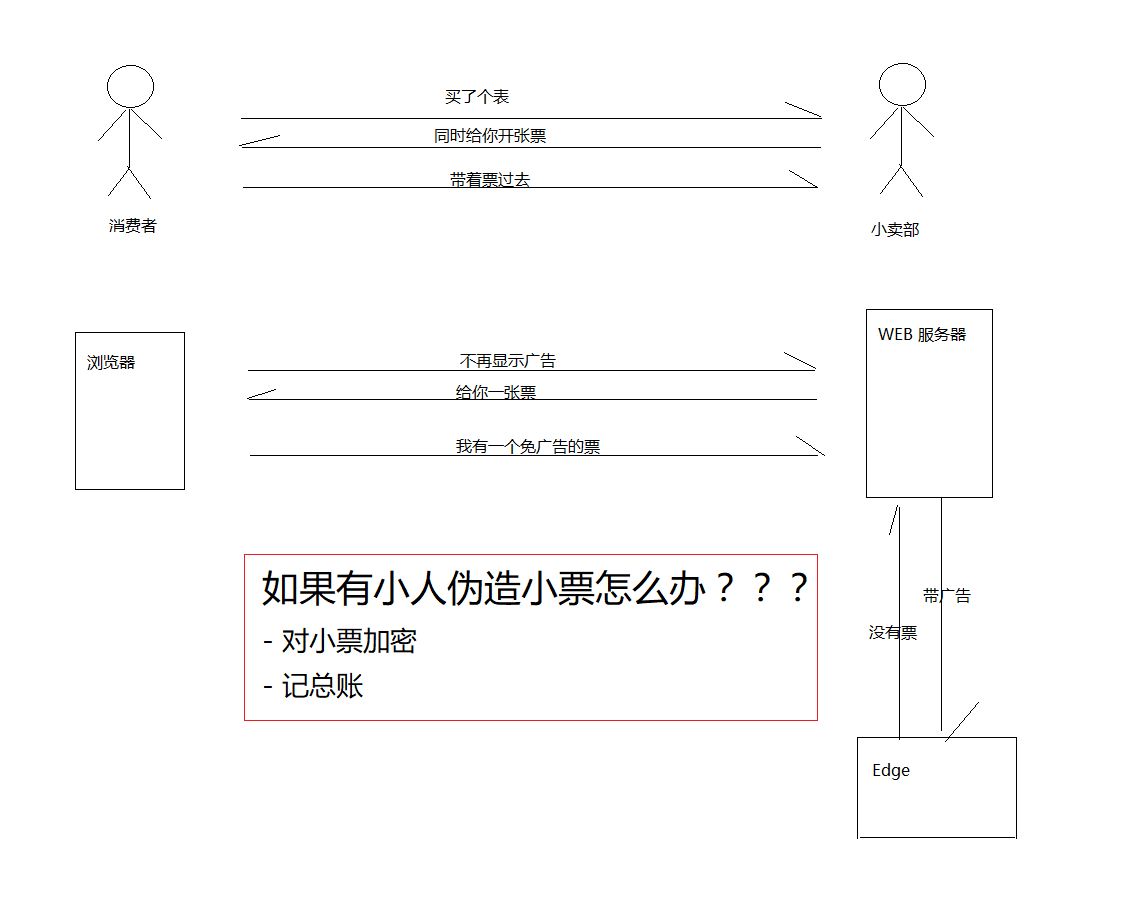 买了个表
同时给你开张票
带着票过去
消费者
小卖部
浏览器
WEB 服务器
不再显示广告
给你一张票
我有一个免广告的票
如果有小人伪造小票怎么办？？？
- 对小票加密
- 记总账
带广告
没有票
Edge